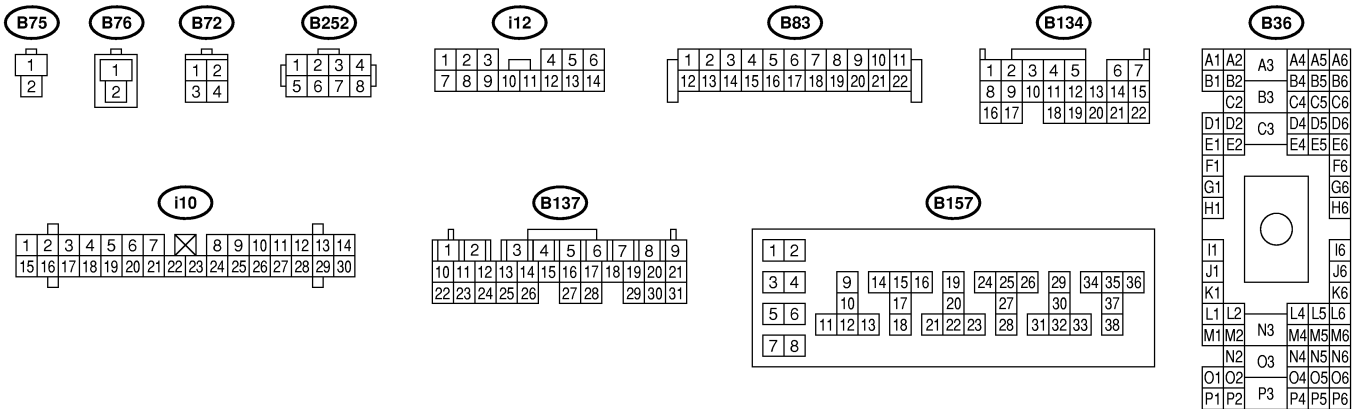 B75 B76 B72 B252 i12 B83 B134 B36
1
2
1
2
1 2
3 4
1 2 3 4
5 6 7 8
1 2 3 4 5 6
7 8 9 10 11 12 13 14
1 2 3 4 5 6 7 8 9 10 11
12 13 14 15 16 17 18 19 20 21 22
1 2 3 4 5 6 7
8 9 10 11 12 13 14 15
16 17 18 19 20 21 22
A1 A2 A3 A4 A5 A6
B1 B2 B3 B4 B5 B6
C2 C3 C4 C5 C6
D1 D2 D4 D5 D6
E1 E2 E4 E5 E6
F1 F6
G1 G6
H1 H6
I1 I6
J1 J6
K1 K6
L1 L2 L4 L5 L6
M1 M2 N3 M4 M5 M6
N2 O3 N4 N5 N6
O1 O2 O4 O5 O6
P1 P2 P3 P4 P5 P6
i10 B137 B157
1 2 3 4 5 6 7 8 9 10 11 12 13 14
15 16 17 18 19 20 21 22 23 24 25 26 27 28 29 30
1 2 3 4 5 6 7 8 9
10 11 12 13 14 15 16 17 18 19 20 21
22 23 24 25 26 27 28 29 30 31
1 2
3 4
5 6
7 8
9 14 15 16 19 24 25 26 29 34 35 36
10 17 20 27 30 37
11 12 13 18 21 22 23 28 31 32 33 38